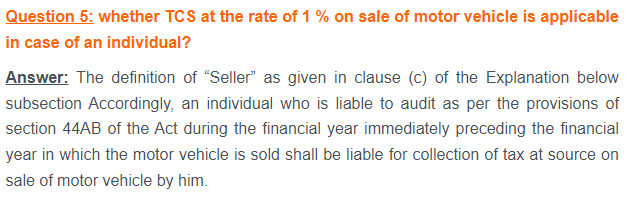 Question 5: whether TCS at the rate of 1 % on sale of motor vehicle is applicable
in case of an individual?
Answer: The definition of “Seller” as given in clause (c) of the Explanation below
subsection Accordingly, an individual who is liable to audit as per the provisions of
section 44AB of the Act during the financial year immediately preceding the financial
year in which the motor vehicle is sold shall be liable for collection of tax at source on
sale of motor vehicle by him.